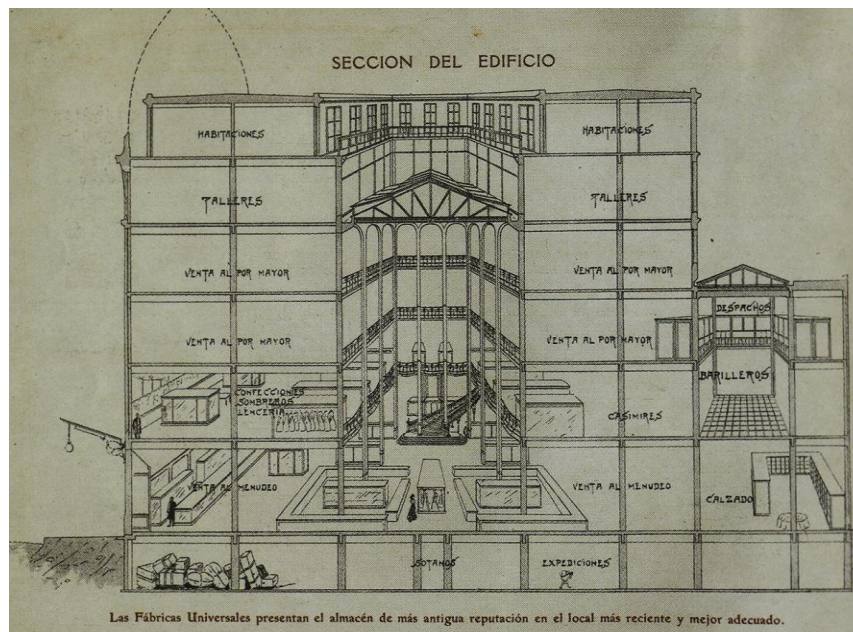 SECCION DEL EDIFICIO
HABITACIONES
HABITACIONES
TALLERES
TALLERES
VENTA AL POR MAYOR
VENTA AL POR MAYOR
DESPACHOS
VENTA AL POR MAYOR
VENTA AL POR MAYOR
BARILLEROS
CONFECCIONES
SOMBREROS
LENCERIA
CASIMIRES
VENTA AL MENUDEO
VENTA AL MENUDEO
CALZADO
SOTANOS
EXPEDICIONES
Las Fábricas Universales presentan el almacén de más antigua reputación en el local más reciente y mejor adecuado.